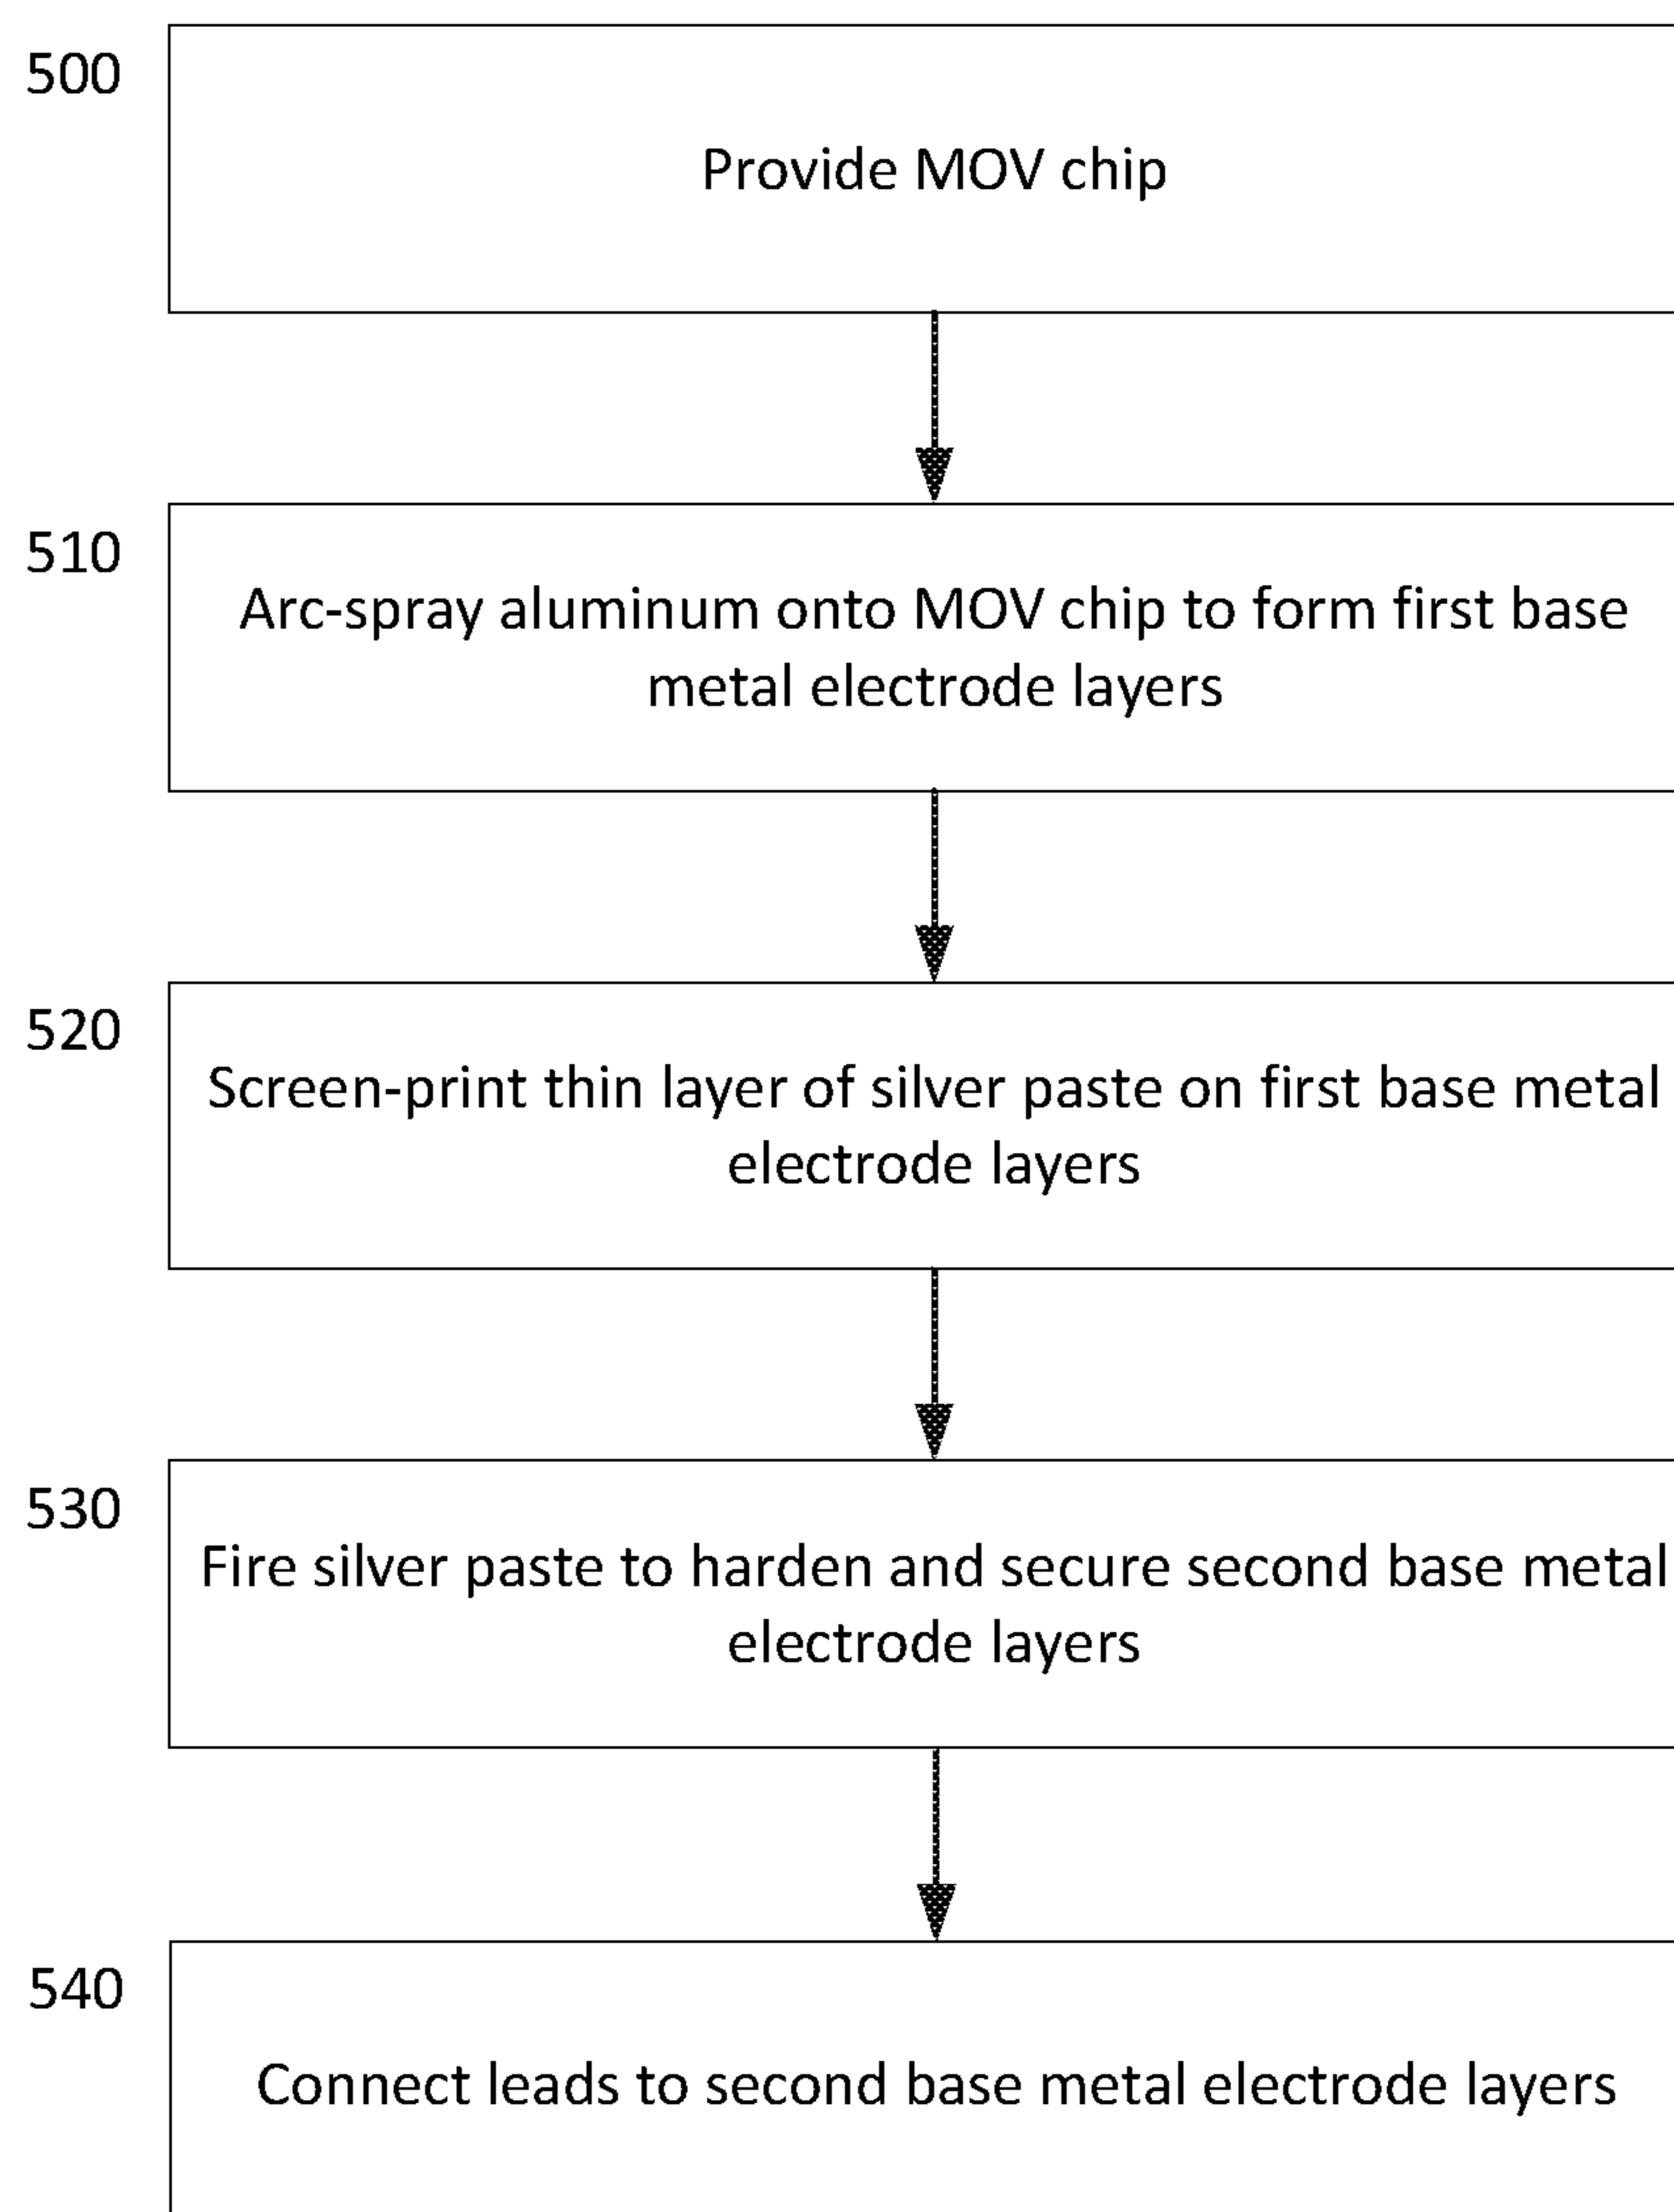 500
Provide MOV chip
510
Arc-spray aluminum onto MOV chip to form first base
metal electrode layers
520
Screen-print thin layer of silver paste on first base metal
electrode layers
530
Fire silver paste to harden and secure second base metal
electrode layers
540
Connect leads to second base metal electrode layers